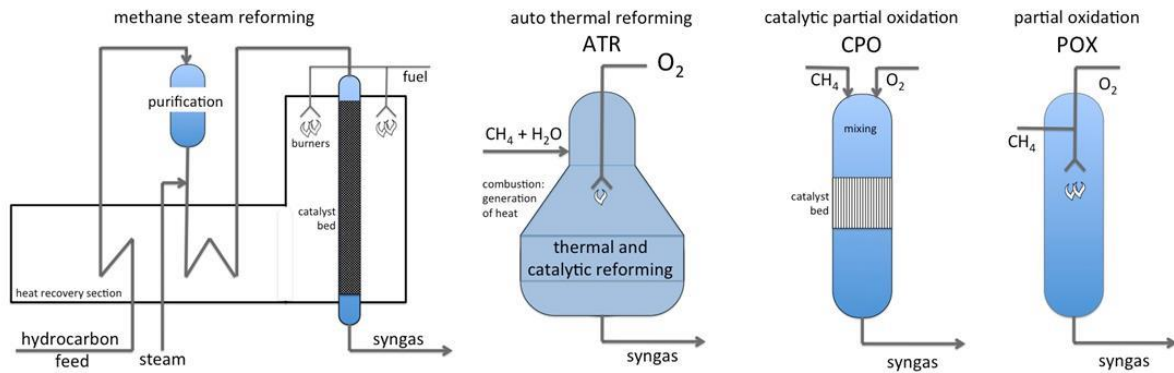 methane steam reforming
fuel
purification
burners
catalyst
bed
heat recovery section
hydrocarbon
feed
steam
syngas
auto thermal reforming
ATR
O₂
CH₄ + H₂O
combustion:
generation
of heat
thermal and
catalytic reforming
syngas
catalytic partial oxidation
CPO
CH₄
O₂
mixing
catalyst
bed
syngas
partial oxidation
POX
O₂
CH₄
syngas